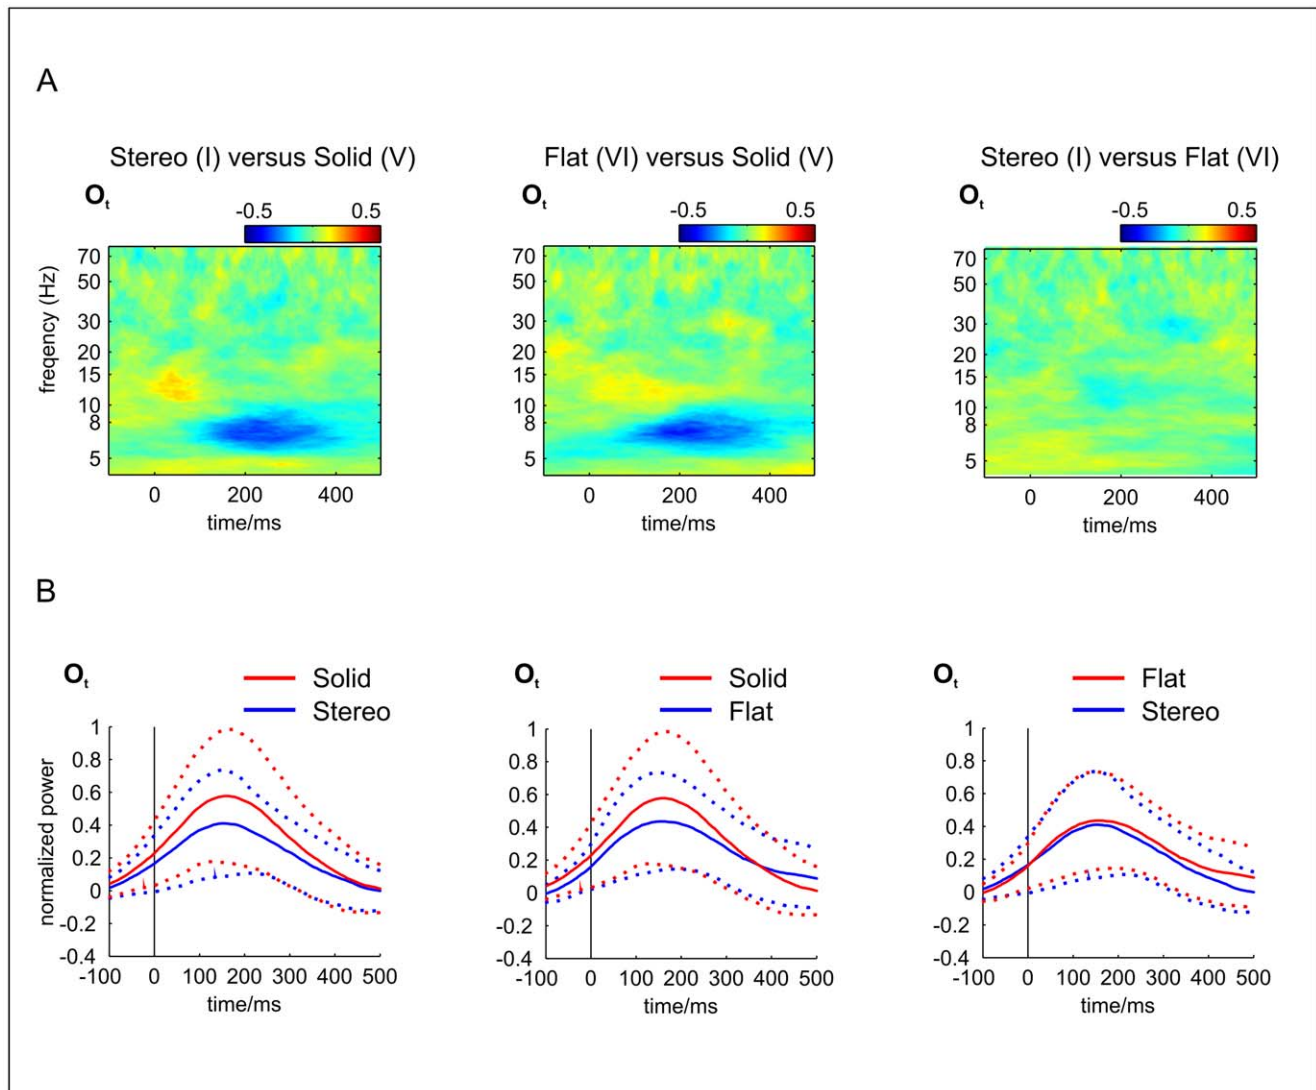 A
Stereo (I) versus Solid (V)
Flat (VI) versus Solid (V)
Stereo (I) versus Flat (VI)
Ot
-0.5 0.5
Ot
-0.5 0.5
Ot
-0.5 0.5
freqency (Hz)
70
50
30
20
15
10
8
5
0 200 400
time/ms
70
50
30
20
15
10
8
5
0 200 400
time/ms
70
50
30
20
15
10
8
5
0 200 400
time/ms
B
Ot
Solid
Stereo
normalized power
1
0.8
0.6
0.4
0.2
0
-0.2
-0.4
-100 0 100 200 300 400 500
time/ms
Ot
Solid
Flat
1
0.8
0.6
0.4
0.2
0
-0.2
-0.4
-100 0 100 200 300 400 500
time/ms
Ot
Flat
Stereo
1
0.8
0.6
0.4
0.2
0
-0.2
-0.4
-100 0 100 200 300 400 500
time/ms